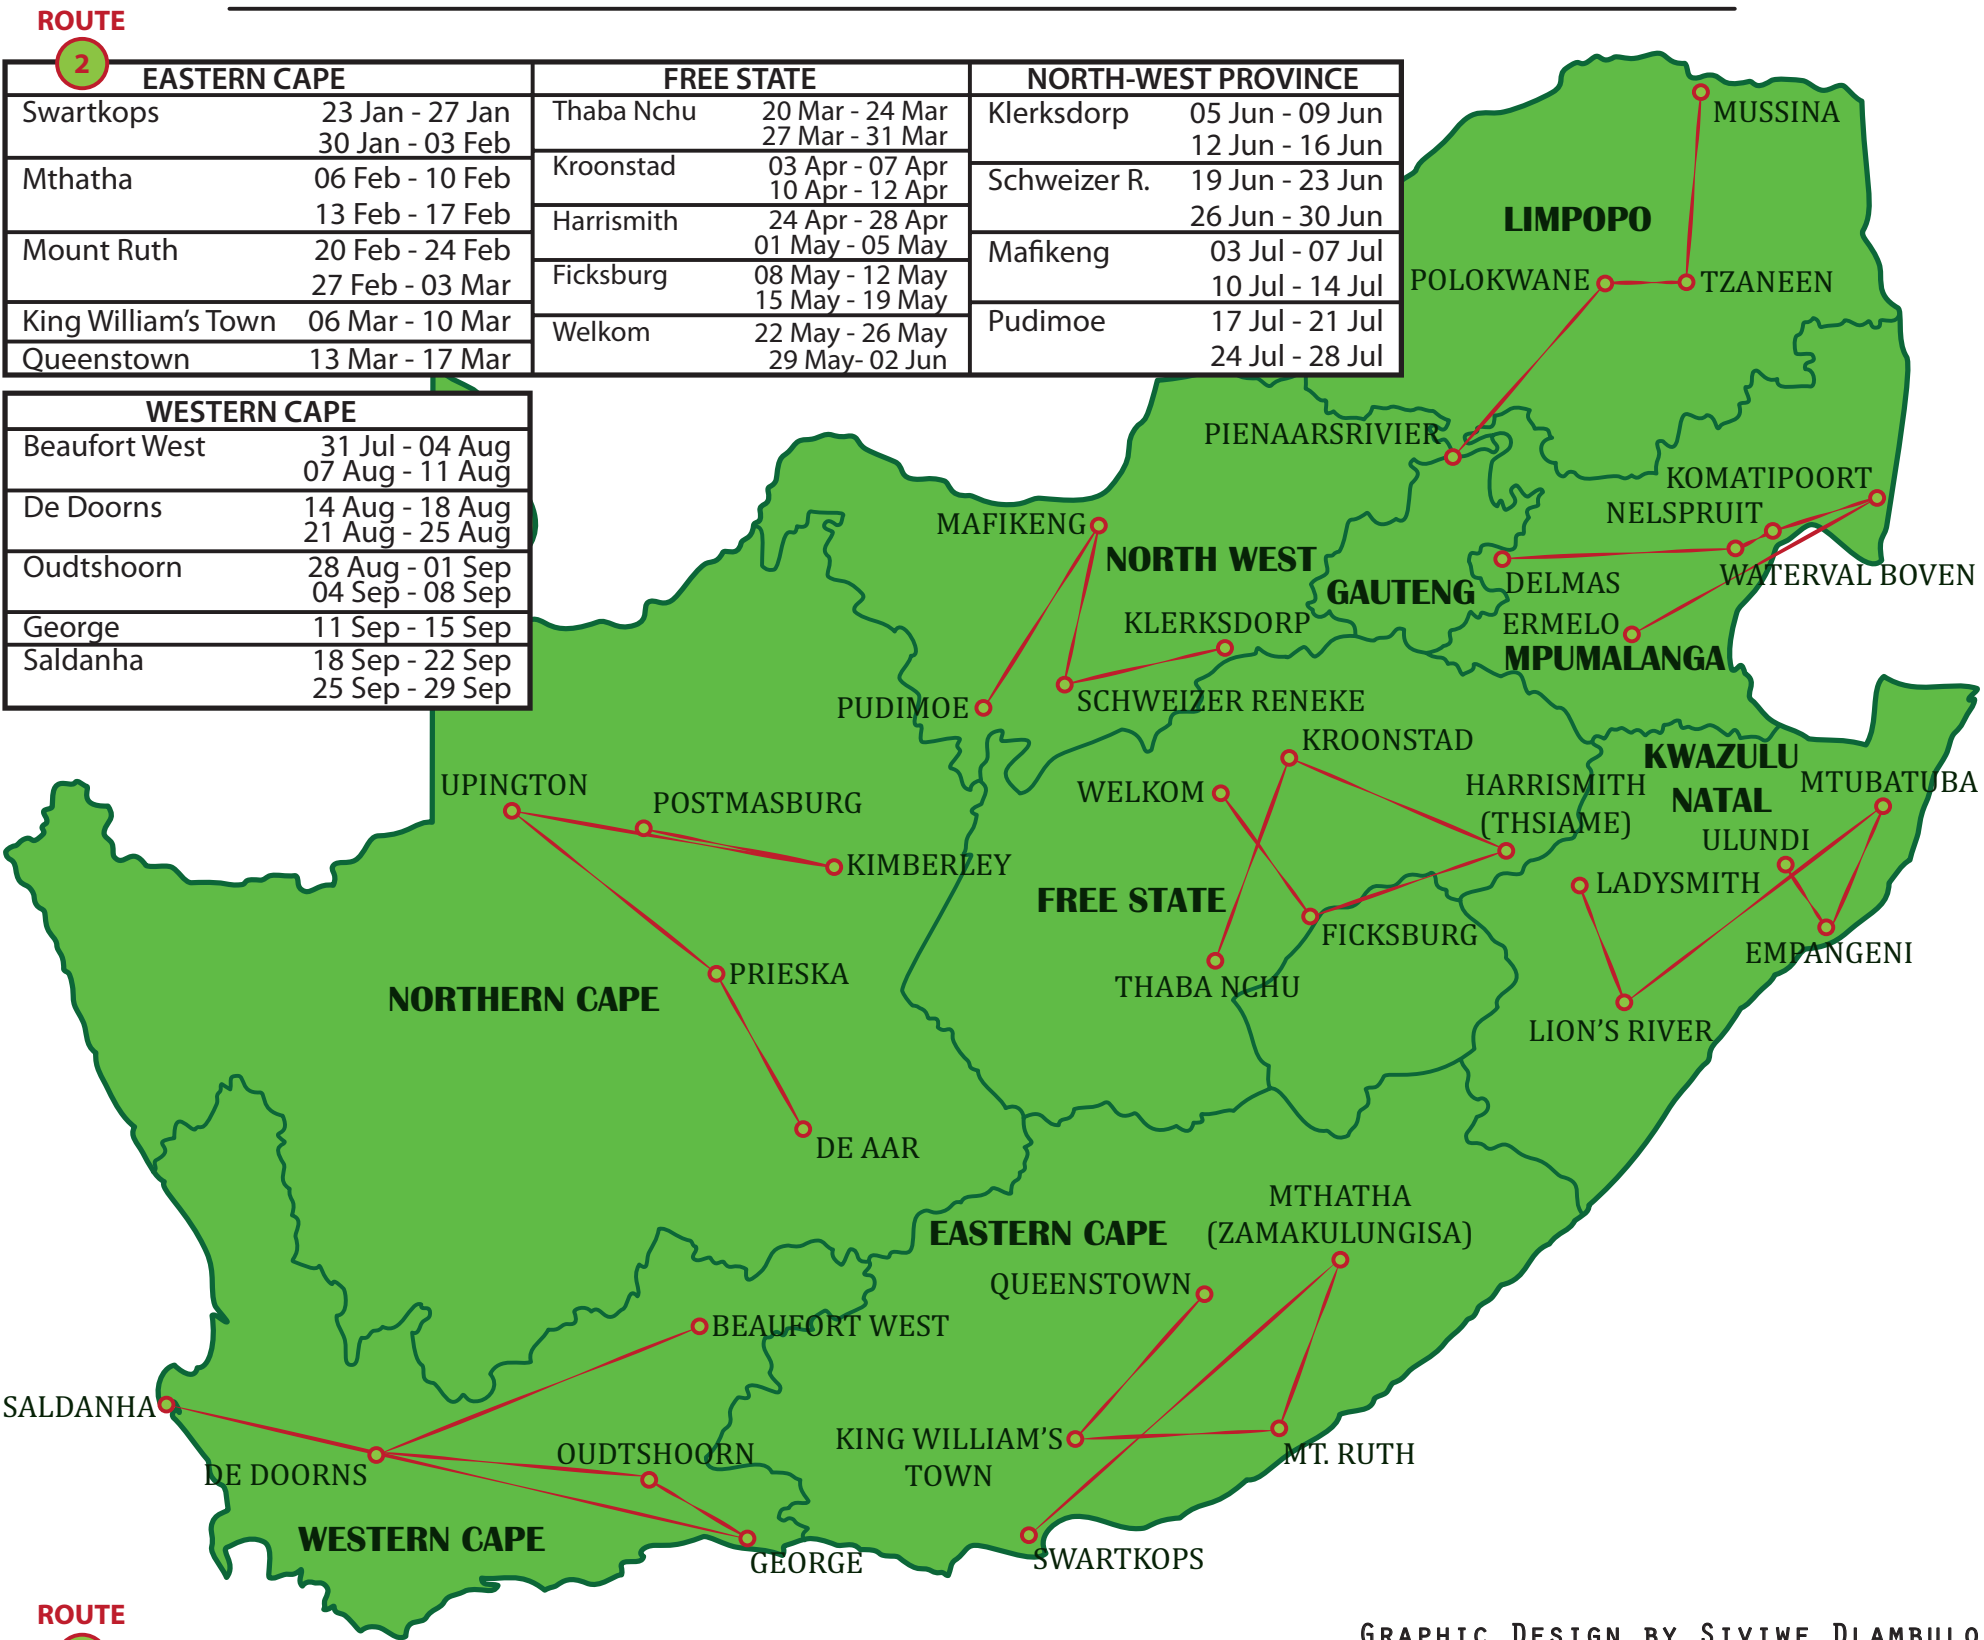 ROUTE
2
EASTERN CAPE
Swartkops 23 Jan - 27 Jan
30 Jan - 03 Feb
Mthatha 06 Feb - 10 Feb
13 Feb - 17 Feb
Mount Ruth 20 Feb - 24 Feb
27 Feb - 03 Mar
King William's Town 06 Mar - 10 Mar
Queenstown 13 Mar - 17 Mar
FREE STATE
Thaba Nchu 20 Mar - 24 Mar
27 Mar - 31 Mar
Kroonstad 03 Apr - 07 Apr
10 Apr - 12 Apr
Harrismith 24 Apr - 28 Apr
01 May - 05 May
Ficksburg 08 May - 12 May
15 May - 19 May
Welkom 22 May - 26 May
29 May- 02 Jun
NORTH-WEST PROVINCE
Klerksdorp 05 Jun - 09 Jun
12 Jun - 16 Jun
Schweizer R. 19 Jun - 23 Jun
26 Jun - 30 Jun
Mafikeng 03 Jul - 07 Jul
10 Jul - 14 Jul
Pudimoe 17 Jul - 21 Jul
24 Jul - 28 Jul
WESTERN CAPE
Beaufort West 31 Jul - 04 Aug
07 Aug - 11 Aug
De Doorns 14 Aug - 18 Aug
21 Aug - 25 Aug
Oudtshoorn 28 Aug - 01 Sep
04 Sep - 08 Sep
George 11 Sep - 15 Sep
Saldanha 18 Sep - 22 Sep
25 Sep - 29 Sep
MUSSINA
LIMPOPO
POLOKWANE
TZANEEN
PIENAARSRIVIER
KOMATIPOORT
NELSPRUIT
MAFIKENG
NORTH WEST
WATERVAL BOVEN
DELMAS
GAUTENG
KLERKSDORP
ERMELO
MPUMALANGA
SCHWEIZER RENEKE
PUDIMOE
KROONSTAD
KWAZULU
NATAL
UPINGTON
POSTMASBURG
WELKOM
HARRISMITH
(THSIAME)
MTUBATUBA
ULUNDI
KIMBERLEY
LADYSMITH
FREE STATE
FICKSBURG
EMPANGENI
PRIESKA
THABA NCHU
NORTHERN CAPE
LION'S RIVER
DE AAR
MTHATHA
(ZAMAKULUNGISA)
EASTERN CAPE
QUEENSTOWN
BEAUFORT WEST
SALDANHA
KING WILLIAM'S
TOWN
OUDTSHOORN
MT. RUTH
DE DOORNS
WESTERN CAPE
GEORGE
SWARTKOPS
ROUTE
GRAPHIC DESIGN BY SIVIWE DLAMBULO